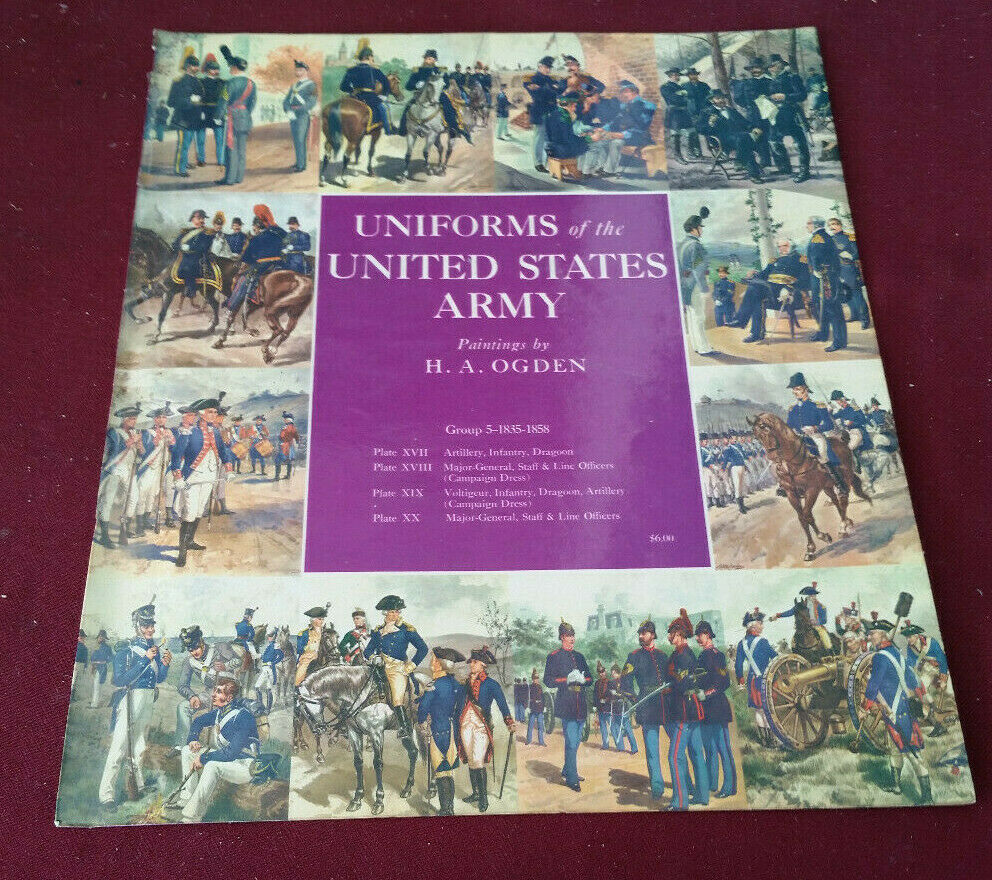 UNIFORMS of the
UNITED STATES
ARMY
Paintings by
H. A. OGDEN
Group 5–1835-1858
Plate XVII Artillery, Infantry, Dragoon
Plate XVIII Major-General, Staff & Line Officers
(Campaign Dress)
Plate XIX Voltigeur, Infantry, Dragoon, Artillery
(Campaign Dress)
Plate XX Major-General, Staff & Line Officers
$6.00